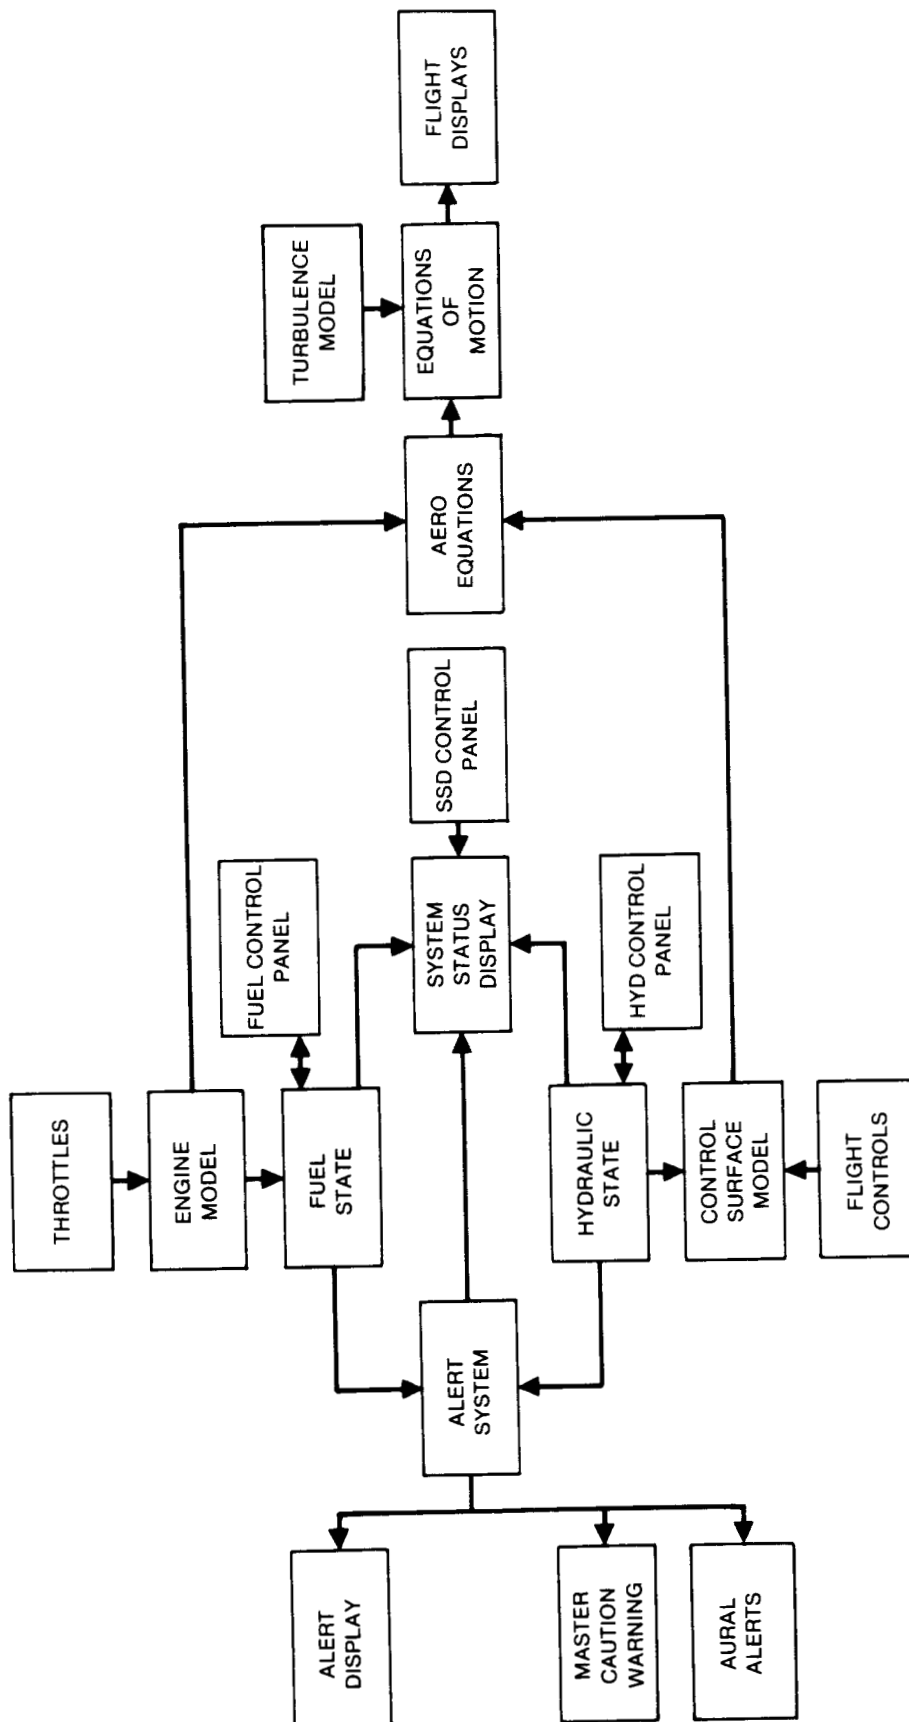 THROTTLES
ENGINE
MODEL
FUEL CONTROL
PANEL
FUEL
STATE
TURBULENCE
MODEL
ALERT
DISPLAY
ALERT
SYSTEM
SYSTEM
STATUS
DISPLAY
SSD CONTROL
PANEL
AERO
EQUATIONS
EQUATIONS
OF
MOTION
FLIGHT
DISPLAYS
MASTER
CAUTION
WARNING
HYDRAULIC
STATE
HYD CONTROL
PANEL
AURAL
ALERTS
CONTROL
SURFACE
MODEL
FLIGHT
CONTROLS